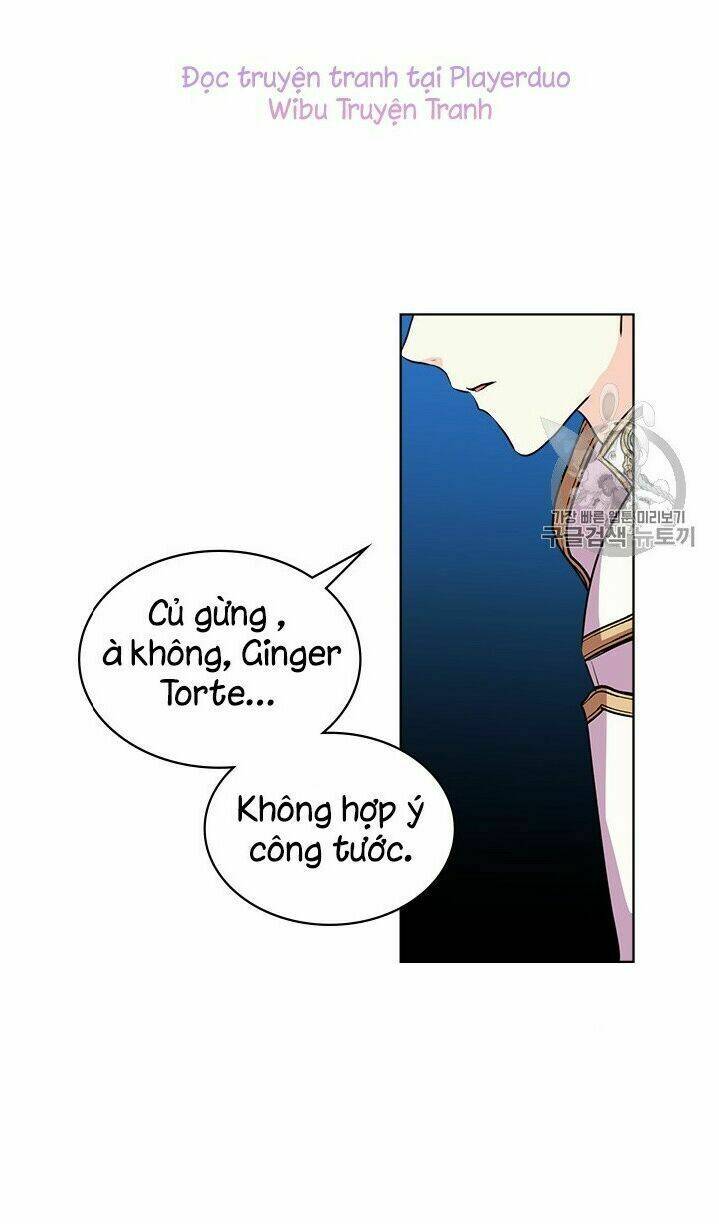 Đọc truyện tranh tại Playerduo
Wibu Truyện Tranh
가장 빠른 웹툰미리보기
구글검색 뉴토끼
Củ gừng ,
à không, Ginger
Torte...
Không hợp ý
công tước.